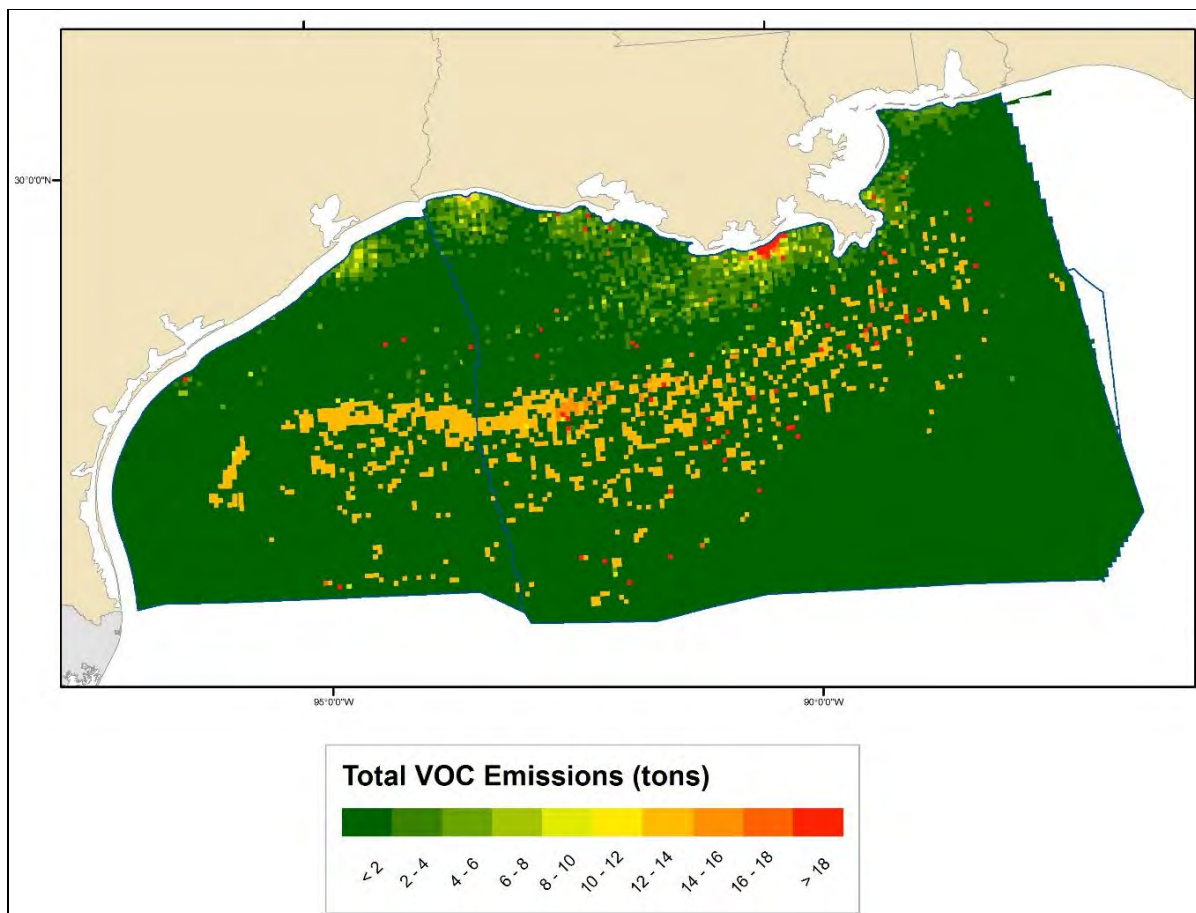 30°0'0"N
95°0'0"W
90°0'0"W
Total VOC Emissions (tons)
< 2
2 - 4
4 - 6
6 - 8
8 - 10
10 - 12
12 - 14
14 - 16
16 - 18
> 18